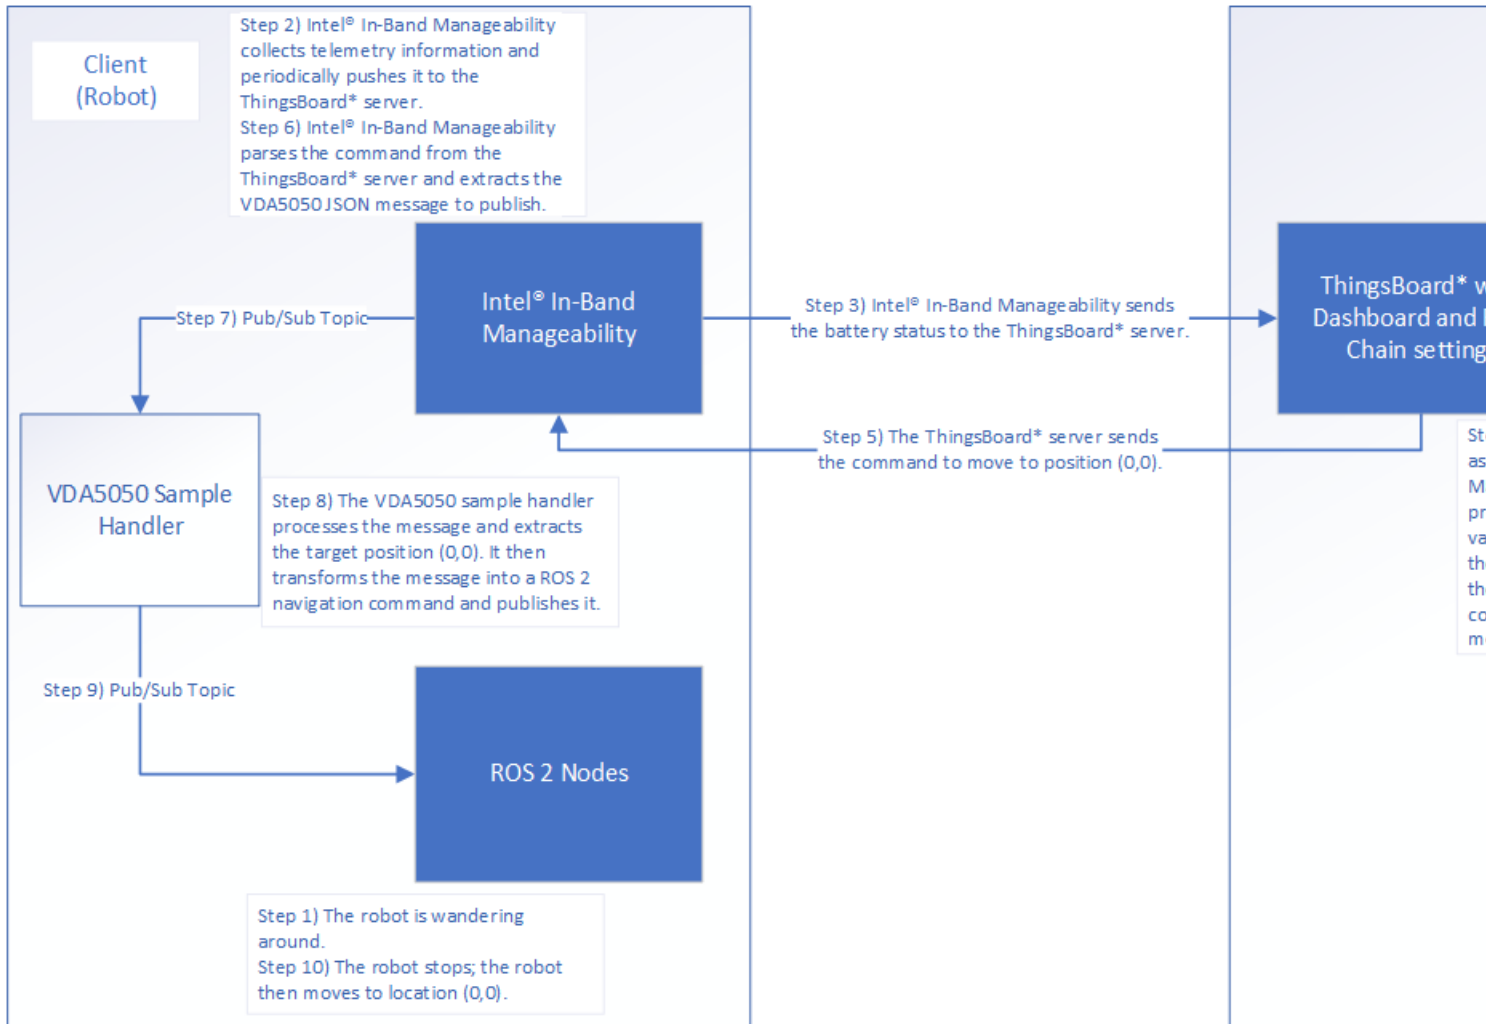 Client
(Robot)
Step 2) Intel® In-Band Manageability
collects telemetry information and
periodically pushes it to the
ThingsBoard* server.
Step 6) Intel® In-Band Manageability
parses the command from the
ThingsBoard* server and extracts the
VDA5050 JSON message to publish.
Intel® In-Band
Manageability
Step 7) Pub/Sub Topic
Step 3) Intel® In-Band Manageability sends
the battery status to the ThingsBoard* server.
ThingsBoard*
Dashboard and
Chain setting
Step 5) The ThingsBoard* server sends
the command to move to position (0,0).
VDA5050 Sample
Handler
Step 8) The VDA5050 sample handler
processes the message and extracts
the target position (0,0). It then
transforms the message into a ROS 2
navigation command and publishes it.
Step 9) Pub/Sub Topic
ROS 2 Nodes
Step 1) The robot is wandering
around.
Step 10) The robot stops; the robot
then moves to location (0,0).